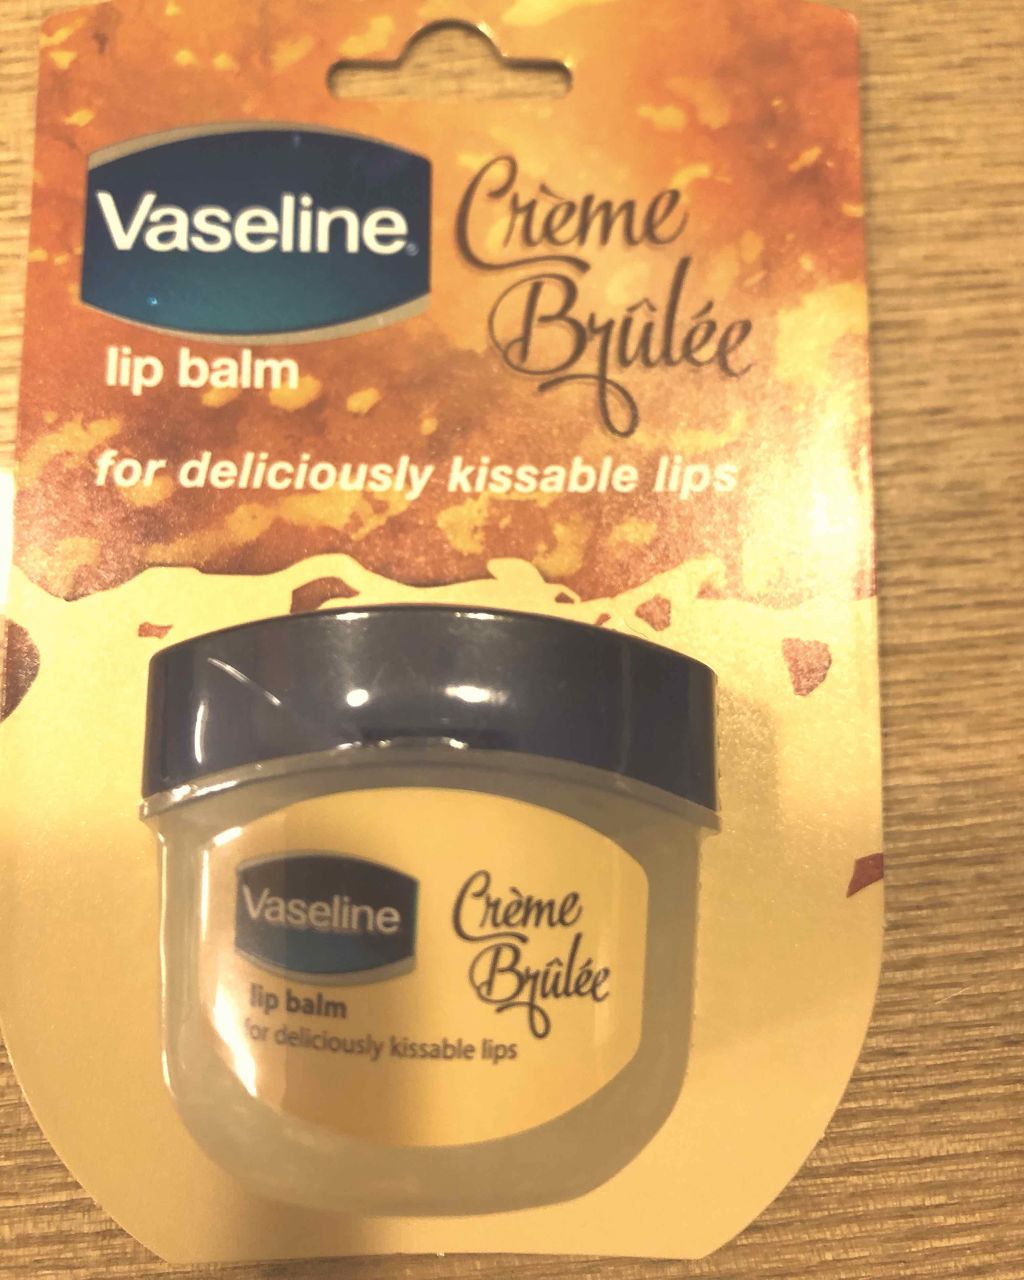 Vaseline®
Crème
Brûlée
lip balm
for deliciously kissable lips
Vaseline
Crème
Brûlée
lip balm
for deliciously kissable lips